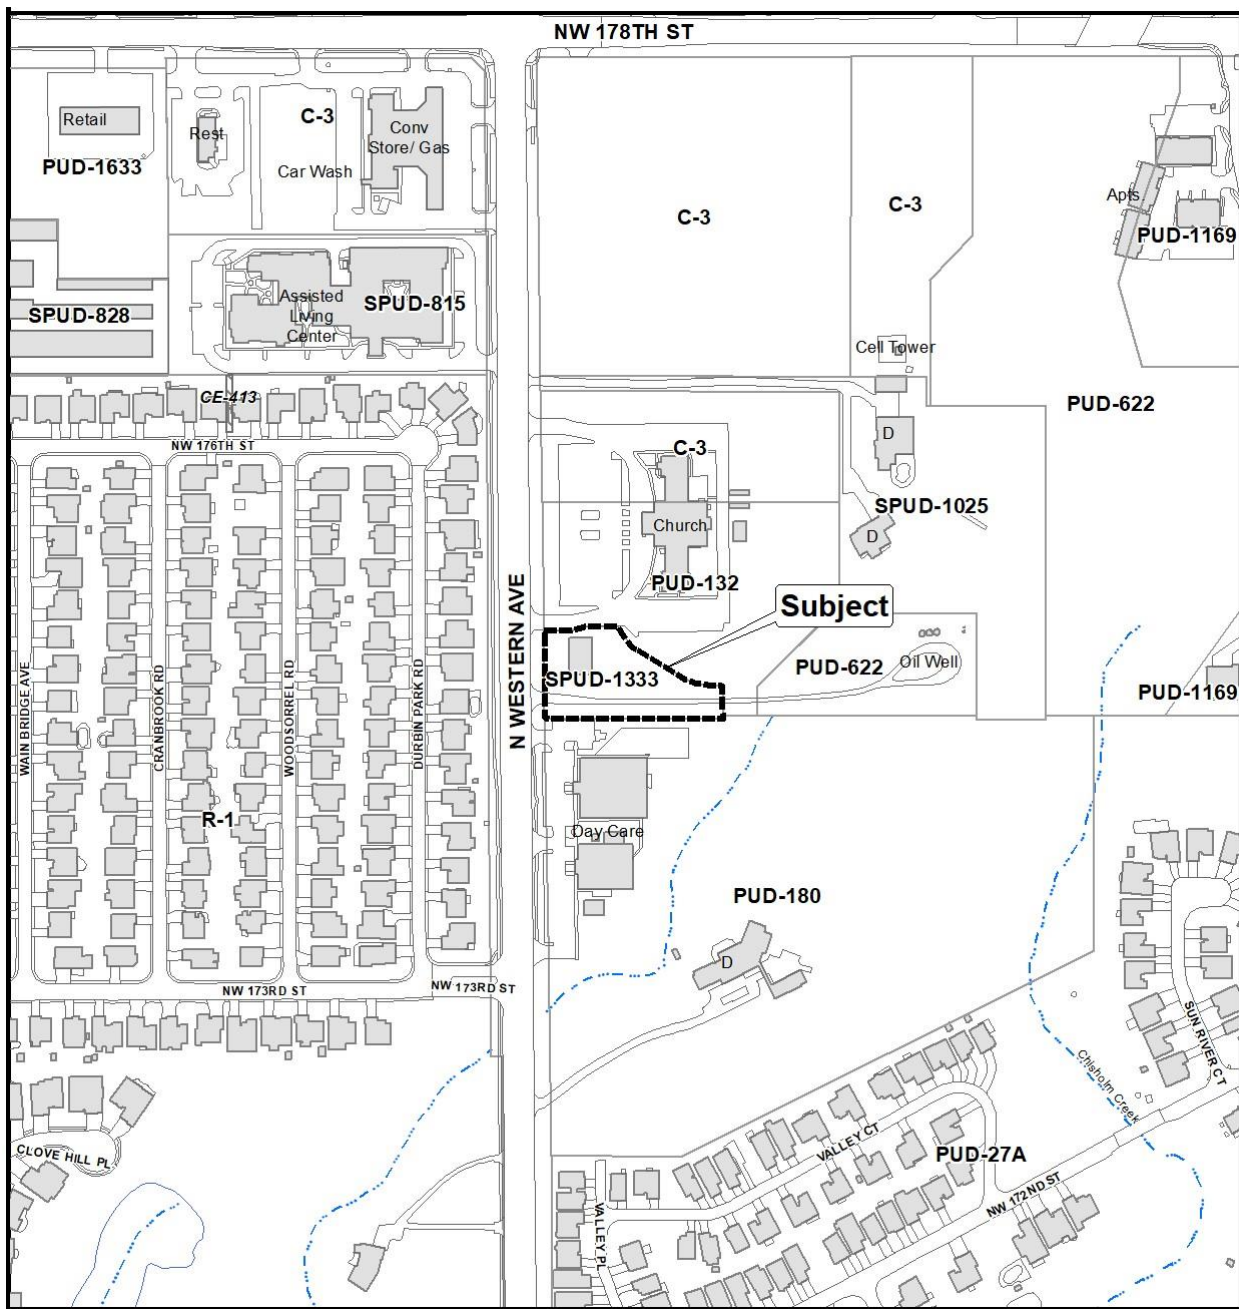 NW 178TH ST
Retail
Rest
C-3
Conv
Store/ Gas
PUD-1633
Car Wash
C-3
C-3
Apts
PUD-1169
SPUD-828
Assisted
Living
Center
SPUD-815
Cell Tower
CE-413
PUD-622
NW 176TH ST
C-3
D
SPUD-1025
Church
D
N WESTERN AVE
PUD-132
Subject
SPUD-1333
PUD-622
Oil Well
PUD-1169
WAIN BRIDGE AVE
CRANBROOK RD
WOODSORREL RD
DURBIN PARK RD
R-1
Day Care
PUD-180
D
NW 173RD ST
NW 173RD ST
SUN RIVER CT
Chisholm Creek
CLOVE HILL PL
VALLEY CT
PUD-27A
NW 172ND ST
VALLEY PL